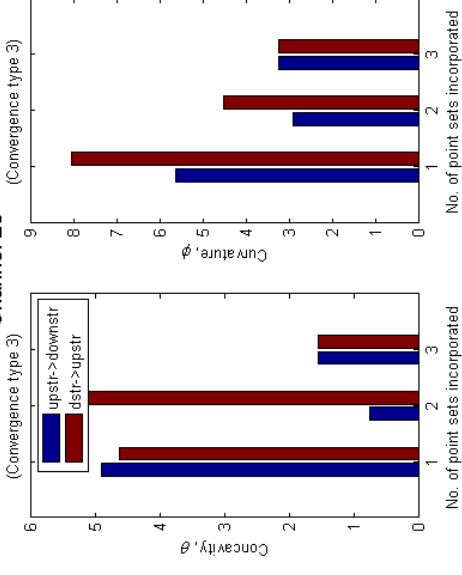 (Convergence type 3)
9
8
7
6
5
4
3
2
1
0
Curvature, φ
1
2
3
No. of point sets incorporated
(Convergence type 3)
upstr->downstr
dstr->upstr
6
5
4
3
2
1
0
Concavity, θ
1
2
3
No. of point sets incorporated